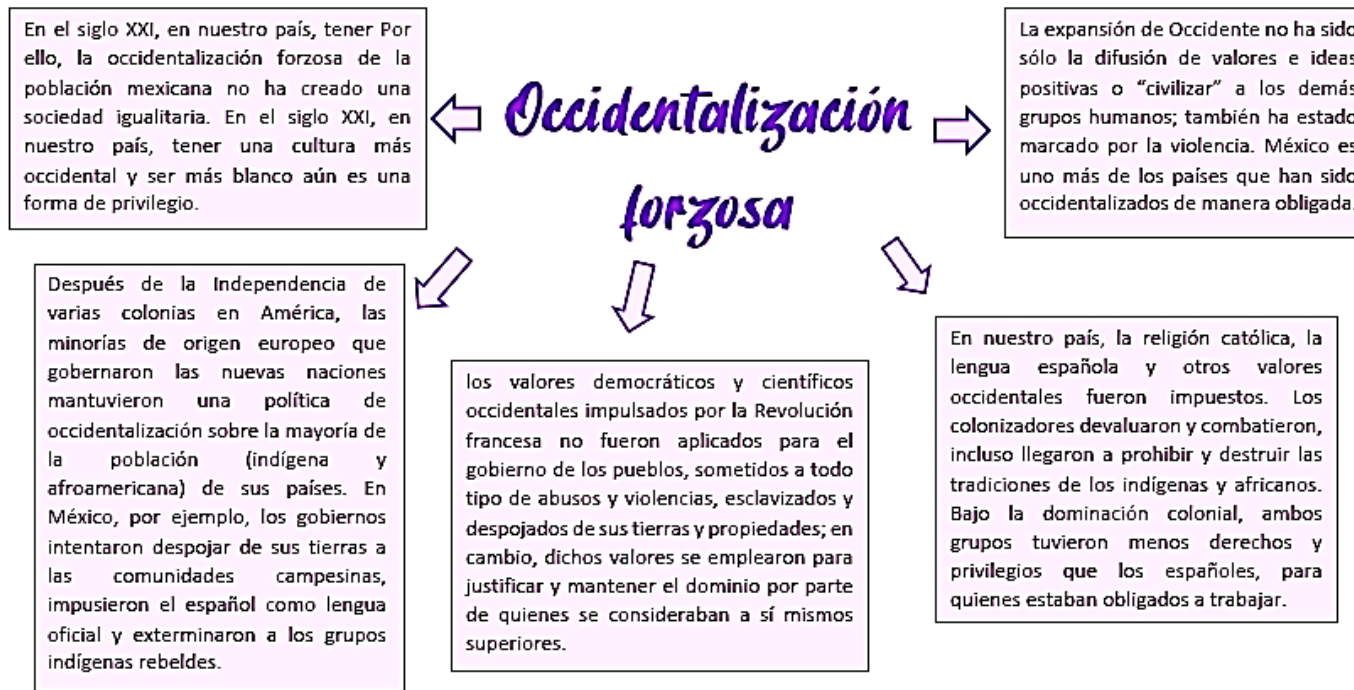 Occidentalización
forzosa
En el siglo XXI, en nuestro país, tener Por
ello, la occidentalización forzosa de la
población mexicana no ha creado una
sociedad igualitaria. En el siglo XXI, en
nuestro país, tener una cultura más
occidental y ser más blanco aún es una
forma de privilegio.
La expansión de Occidente no ha sido
sólo la difusión de valores e ideas
positivas o “civilizar” a los demás
grupos humanos; también ha estado
marcado por la violencia. México es
uno más de los países que han sido
occidentalizados de manera obligada.
Después de la Independencia de
varias colonias en América, las
minorías de origen europeo que
gobernaron las nuevas naciones
mantuvieron una política de
occidentalización sobre la mayoría de
la población (indígena y
afroamericana) de sus países. En
México, por ejemplo, los gobiernos
intentaron despojar de sus tierras a
las comunidades campesinas,
impusieron el español como lengua
oficial y exterminaron a los grupos
indígenas rebeldes.
los valores democráticos y científicos
occidentales impulsados por la Revolución
francesa no fueron aplicados para el
gobierno de los pueblos, sometidos a todo
tipo de abusos y violencias, esclavizados y
despojados de sus tierras y propiedades; en
cambio, dichos valores se emplearon para
justificar y mantener el dominio por parte
de quienes se consideraban a sí mismos
superiores.
En nuestro país, la religión católica, la
lengua española y otros valores
occidentales fueron impuestos. Los
colonizadores devaluaron y combatieron,
incluso llegaron a prohibir y destruir las
tradiciones de los indígenas y africanos.
Bajo la dominación colonial, ambos
grupos tuvieron menos derechos y
privilegios que los españoles, para
quienes estaban obligados a trabajar.